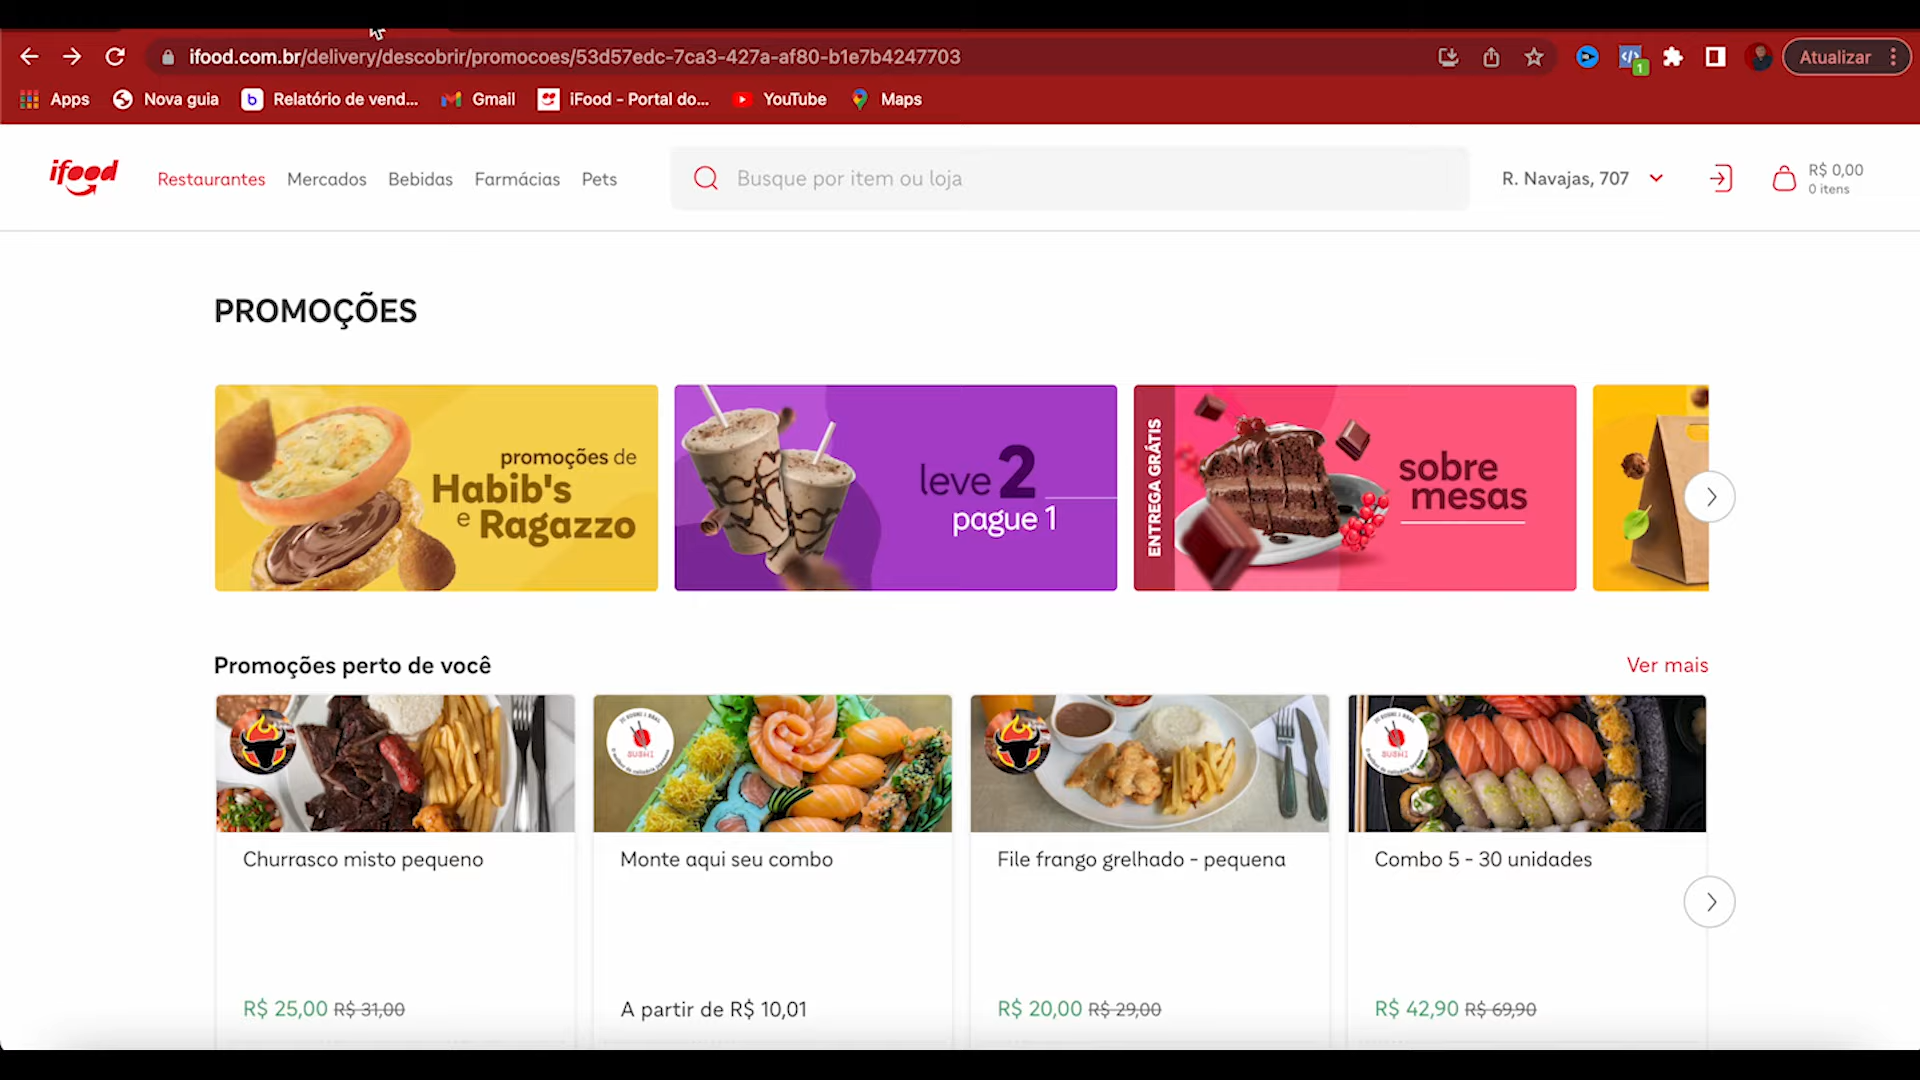 ifood.com.br/delivery/descobrir/promocoes/53d57edc-7ca3-427a-af80-b1e7b4247703
1
Atualizar
Apps
Nova guia
Relatório de vend...
Gmail
iFood - Portal do...
YouTube
Maps
ifood
Restaurantes
Mercados
Bebidas
Farmácias
Pets
Busque por item ou loja
R. Navajas, 707
R$ 0,00
0 itens
PROMOÇÕES
promoções de
Habib's
e Ragazzo
leve 2
pague 1
ENTREGA GRÁTIS
sobre
mesas
Promoções perto de você
Ver mais
SUSHI
SUSHI
Churrasco misto pequeno
Monte aqui seu combo
File frango grelhado - pequena
Combo 5 - 30 unidades
R$ 25,00 R$ 31,00
A partir de R$ 10,01
R$ 20,00 R$ 29,00
R$ 42,90 R$ 69,90